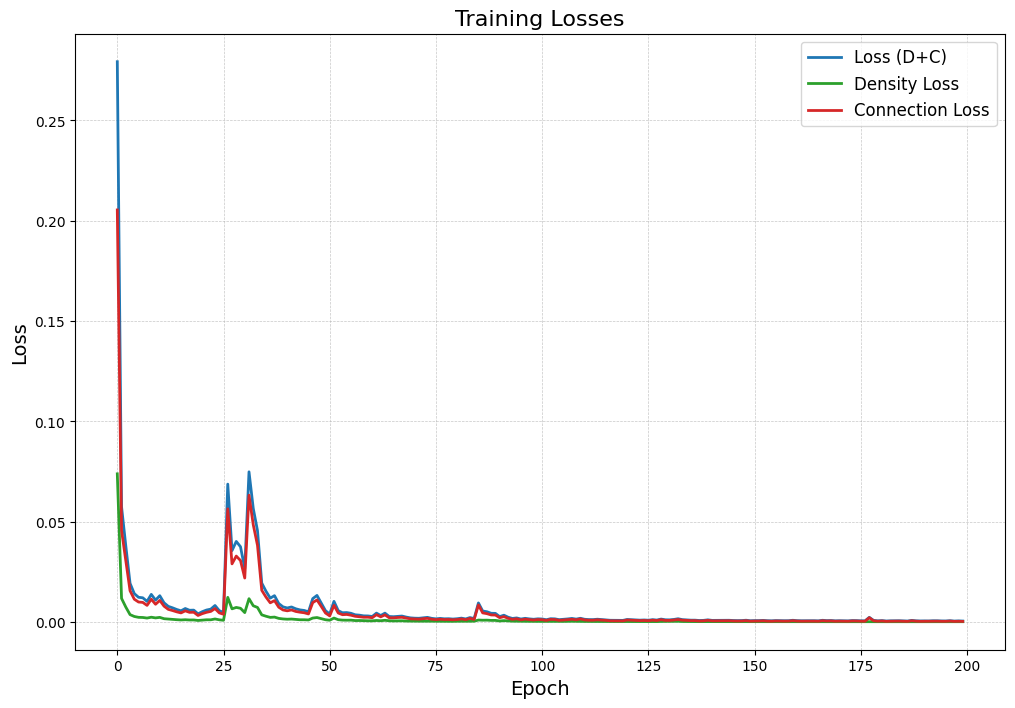 Training Losses
Loss (D+C)
Density Loss
Connection Loss
Loss
0.25
0.20
0.15
0.10
0.05
0.00
0 25 50 75 100 125 150 175 200
Epoch